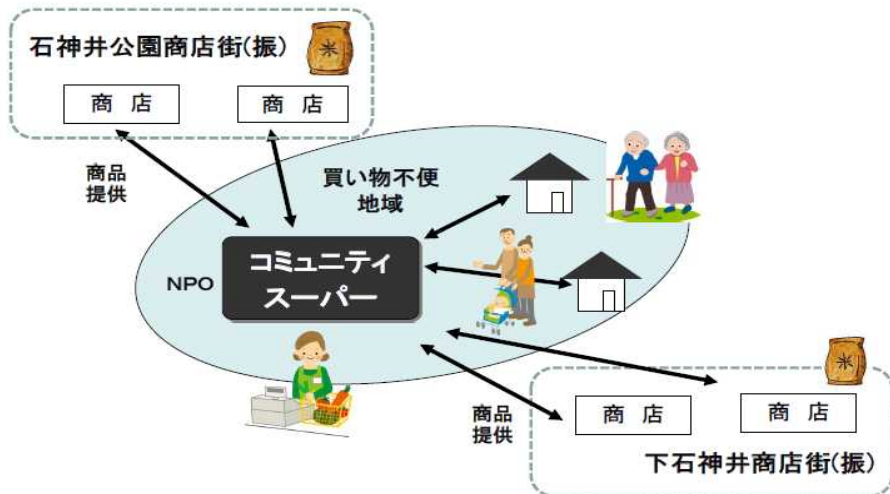 石神井公園商店街(振)
米
商 店
商 店
商品
提供
買い物不便
地域
NPO
コミュニティ
スーパー
米
商品
提供
商 店
商 店
下石神井商店街(振)